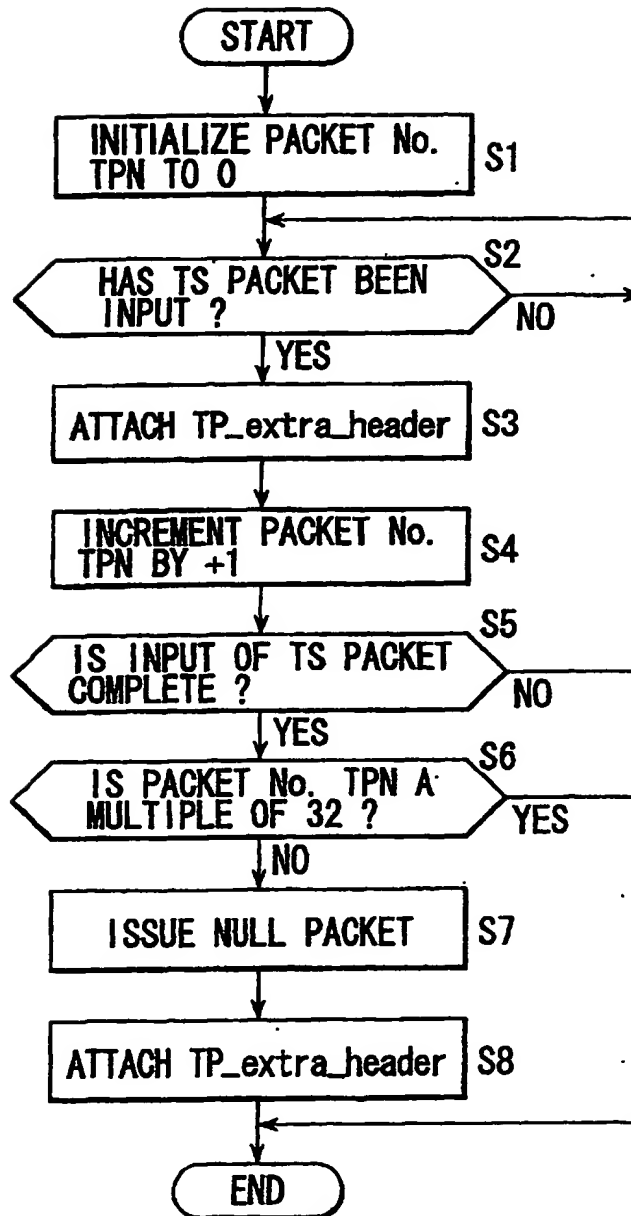 START
INITIALIZE PACKET No.
TPN TO 0
S1
S2
HAS TS PACKET BEEN
INPUT ?
NO
YES
ATTACH TP_extra_header
S3
INCREMENT PACKET No.
TPN BY +1
S4
S5
IS INPUT OF TS PACKET
COMPLETE ?
NO
YES
S6
IS PACKET No. TPN A
MULTIPLE OF 32 ?
YES
NO
ISSUE NULL PACKET
S7
ATTACH TP_extra_header
S8
END